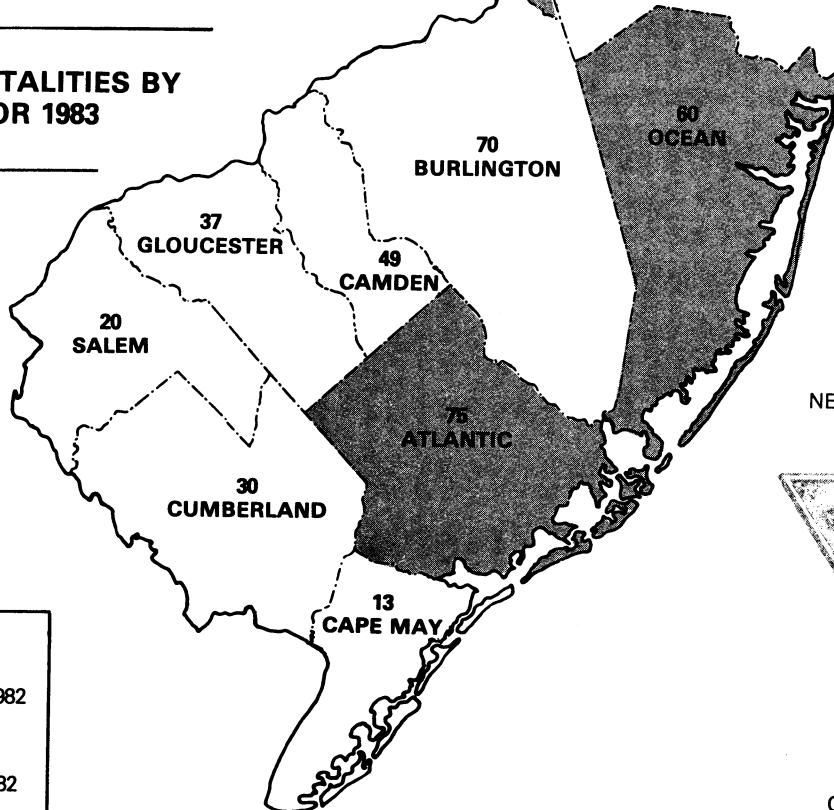 TALITIES BY
OR 1983
60
OCEAN
70
BURLINGTON
37
GLOUCESTER
49
CAMDEN
20
SALEM
75
ATLANTIC
NE
30
CUMBERLAND
13
CAPE MAY
982
82